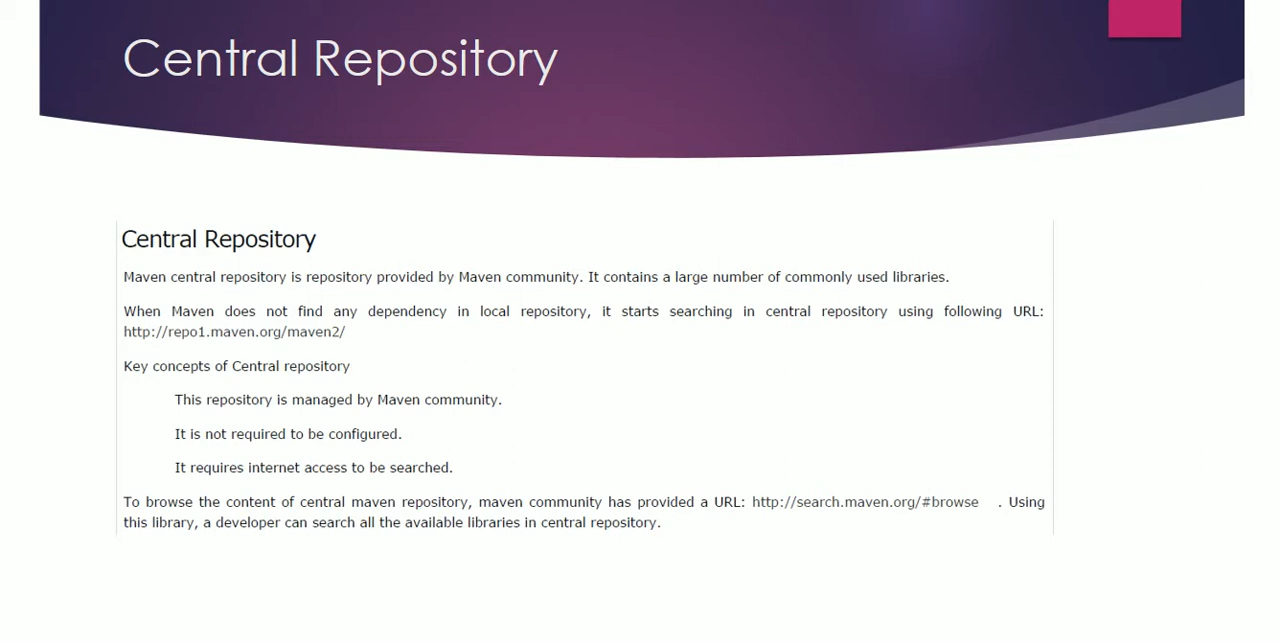 Central Repository
Central Repository
Maven central repository is repository provided by Maven community. It contains a large number of commonly used libraries.
When Maven does not find any dependency in local repository, it starts searching in central repository using following URL:
http://repo1.maven.org/maven2/
Key concepts of Central repository
This repository is managed by Maven community.
It is not required to be configured.
It requires internet access to be searched.
To browse the content of central maven repository, maven community has provided a URL: http://search.maven.org/#browse . Using
this library, a developer can search all the available libraries in central repository.